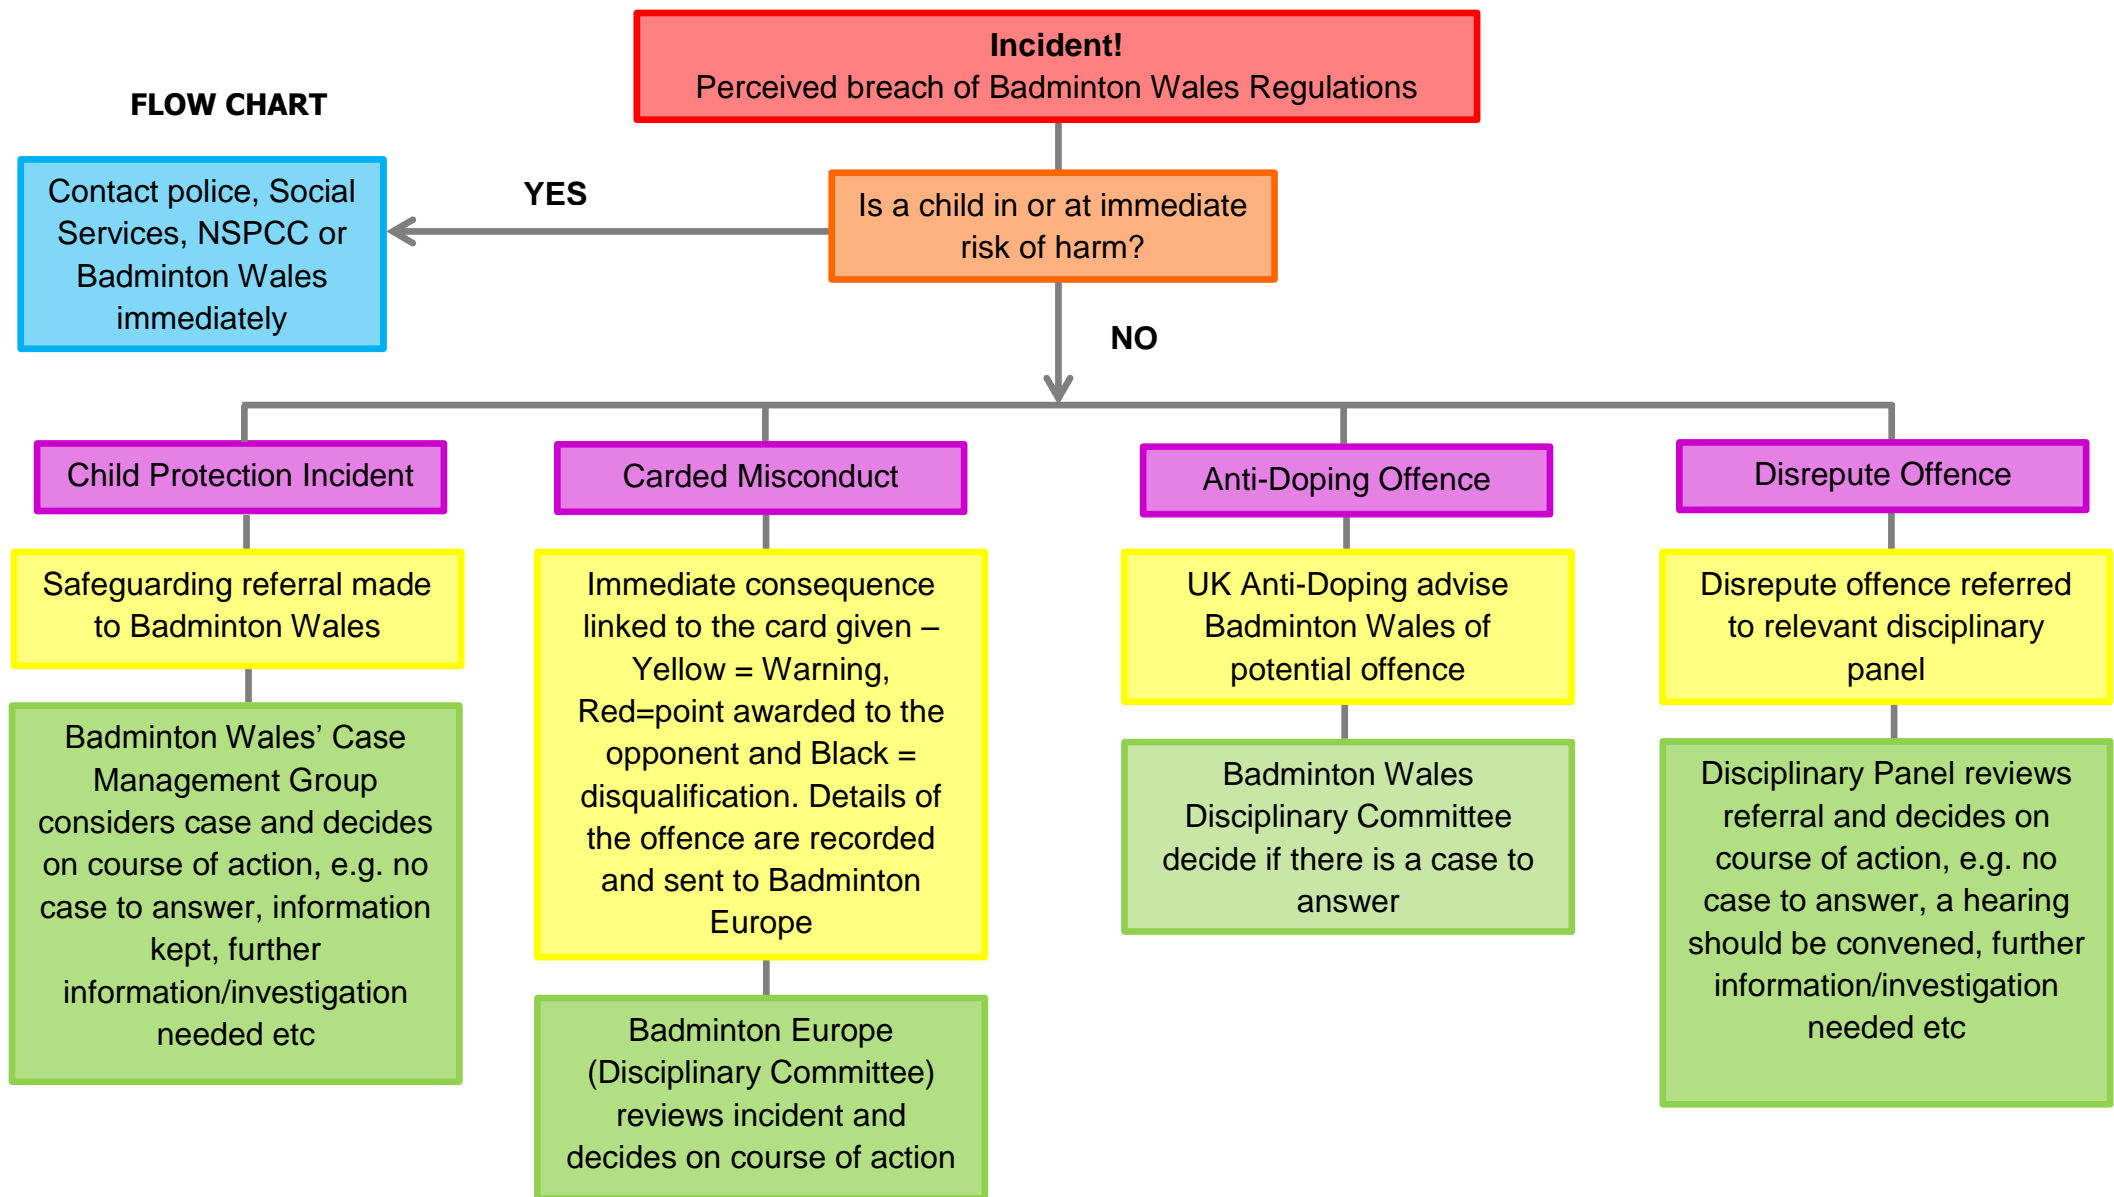 Incident!
Perceived breach of Badminton Wales Regulations
FLOW CHART
Contact police, Social
Services, NSPCC or
Badminton Wales
immediately
YES
Is a child in or at immediate
risk of harm?
NO
Child Protection Incident
Safeguarding referral made
to Badminton Wales
Badminton Wales’ Case
Management Group
considers case and decides
on course of action, e.g. no
case to answer, information
kept, further
information/investigation
needed etc
Carded Misconduct
Immediate consequence
linked to the card given –
Yellow = Warning,
Red=point awarded to the
opponent and Black =
disqualification. Details of
the offence are recorded
and sent to Badminton
Europe
Badminton Europe
(Disciplinary Committee)
reviews incident and
decides on course of action
Anti-Doping Offence
UK Anti-Doping advise
Badminton Wales of
potential offence
Badminton Wales
Disciplinary Committee
decide if there is a case to
answer
Disrepute Offence
Disrepute offence referred
to relevant disciplinary
panel
Disciplinary Panel reviews
referral and decides on
course of action, e.g. no
case to answer, a hearing
should be convened, further
information/investigation
needed etc